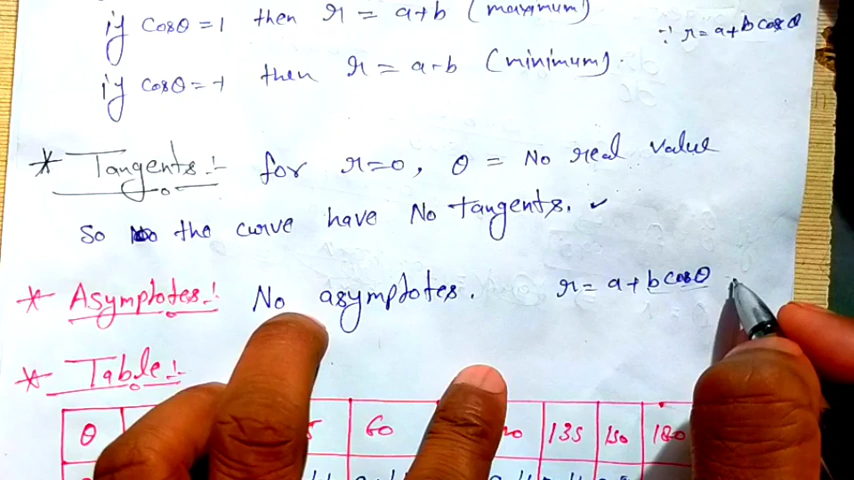 if cosθ=1 then r = a+b (maximum)
∵ r=a+b cosθ
if cosθ=-1 then r = a-b (minimum).
* Tangents:- for r=0, θ = No real value
So the curve have No tangents. ✓
* Asymptotes:- No asymptotes. r= a+b cosθ
* Table:-
θ 60 135 150 180